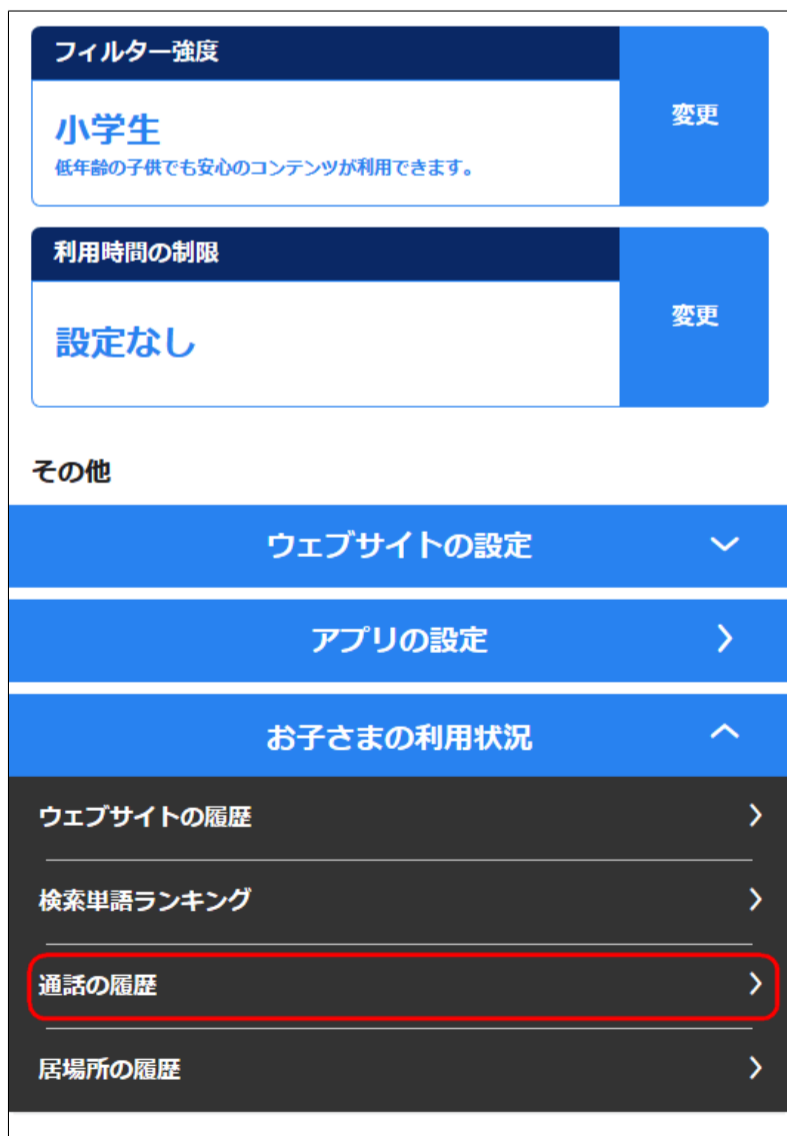 フィルター強度
変更
小学生
低年齢の子供でも安心のコンテンツが利用できます。
利用時間の制限
変更
設定なし
その他
ウェブサイトの設定
アプリの設定
お子さまの利用状況
ウェブサイトの履歴
検索単語ランキング
通話の履歴
居場所の履歴